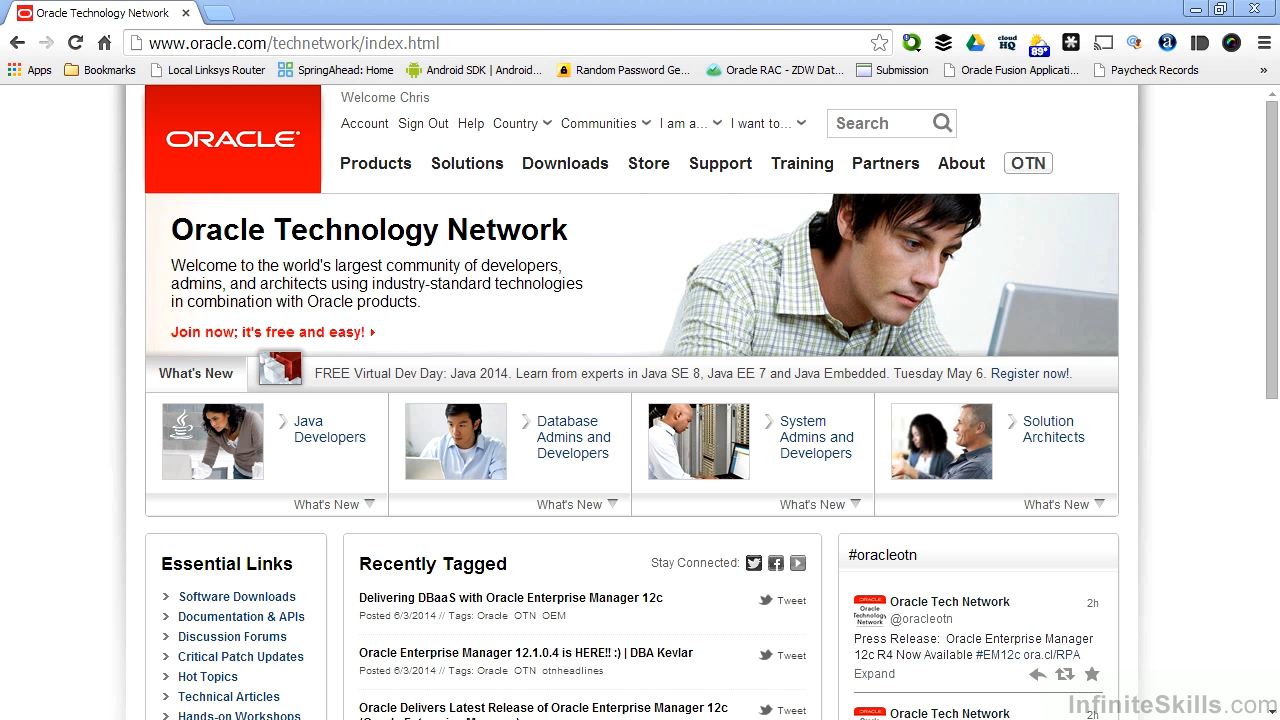 Oracle Technology Network
www.oracle.com/technetwork/index.html
89°
Apps Bookmarks Local Linksys Router SpringAhead: Home Android SDK | Android... Random Password Ge... Oracle RAC - ZDW Dat... Submission Oracle Fusion Applicati... Paycheck Records »
Welcome Chris
Account Sign Out Help Country Communities I am a... I want to... Search
ORACLE
Products Solutions Downloads Store Support Training Partners About OTN
Oracle Technology Network
Welcome to the world's largest community of developers,
admins, and architects using industry-standard technologies
in combination with Oracle products.
Join now; it's free and easy!
What's New FREE Virtual Dev Day: Java 2014. Learn from experts in Java SE 8, Java EE 7 and Java Embedded. Tuesday May 6. Register now!.
Java
Developers
What's New
Database
Admins and
Developers
What's New
System
Admins and
Developers
What's New
Solution
Architects
What's New
Essential Links
Software Downloads
Documentation & APIs
Discussion Forums
Critical Patch Updates
Hot Topics
Technical Articles
Hands-on Workshops
Recently Tagged Stay Connected:
Delivering DBaaS with Oracle Enterprise Manager 12c Tweet
Posted 6/3/2014 // Tags: Oracle OTN OEM
Oracle Enterprise Manager 12.1.0.4 is HERE!! :) | DBA Kevlar Tweet
Posted 6/3/2014 // Tags: Oracle OTN otnheadlines
Oracle Delivers Latest Release of Oracle Enterprise Manager 12c Tweet
(Oracle Enterprise Manager
#oracleotn
ORACLE
Oracle
Technology
Network
Oracle Tech Network 2h
@oracleotn
Press Release: Oracle Enterprise Manager
12c R4 Now Available #EM12c ora.cl/RPA
Expand
ORACLE
Oracle Tech Network 2h
InfiniteSkills.com